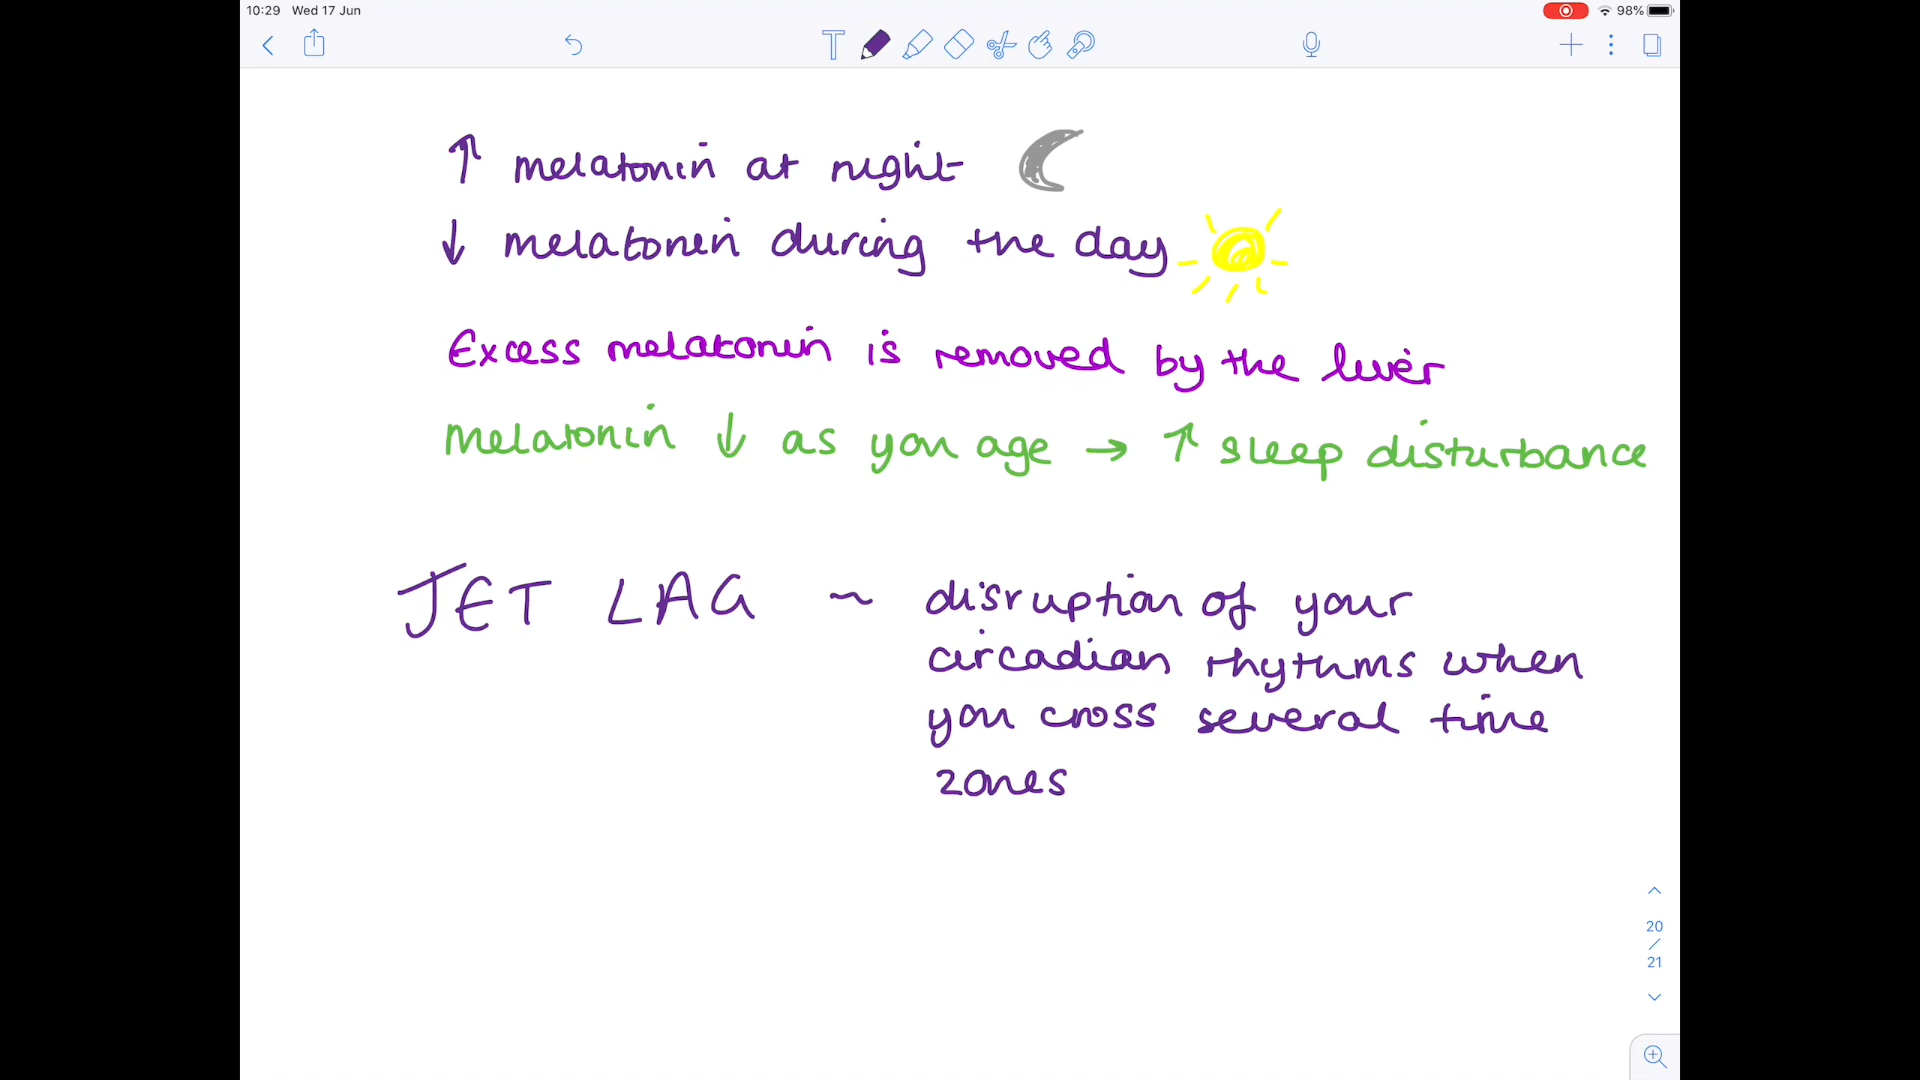 10:29 Wed 17 Jun
98%
T
↑ melatonin at night
↓ melatonin during the day
Excess melatonin is removed by the liver
Melatonin ↓ as you age → ↑ sleep disturbance
JET LAG ~ disruption of your
circadian rhythms when
you cross several time
zones
20
/
21